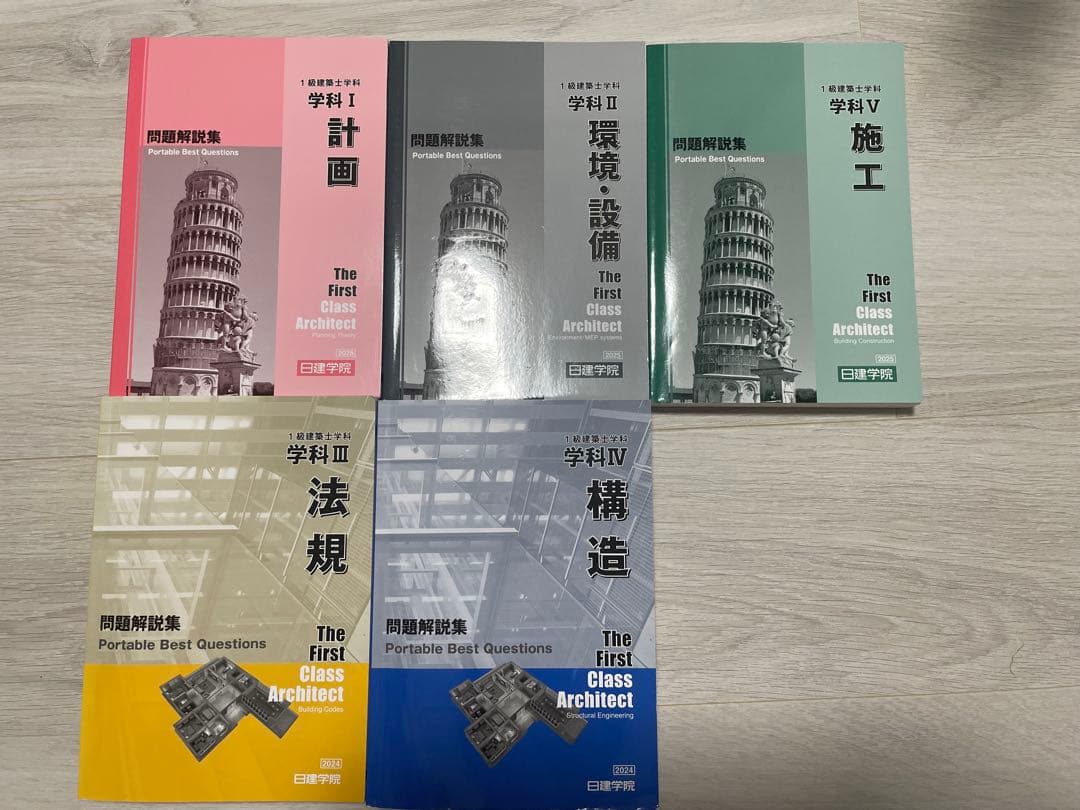 1級建築士学科
学科Ⅰ
計画
問題解説集
Portable Best Questions
The
First
Class
Architect
Planning Theory
2025
日建学院
1級建築士学科
学科Ⅱ
環境・設備
問題解説集
Portable Best Questions
The
First
Class
Architect
Environment/MEP systems
2025
日建学院
1級建築士学科
学科Ⅴ
施工
問題解説集
Portable Best Questions
The
First
Class
Architect
Building Construction
2025
日建学院
1級建築士学科
学科Ⅲ
法規
問題解説集
Portable Best Questions
The
First
Class
Architect
Building Codes
2024
日建学院
1級建築士学科
学科Ⅳ
構造
問題解説集
Portable Best Questions
The
First
Class
Architect
Structural Engineering
2024
日建学院